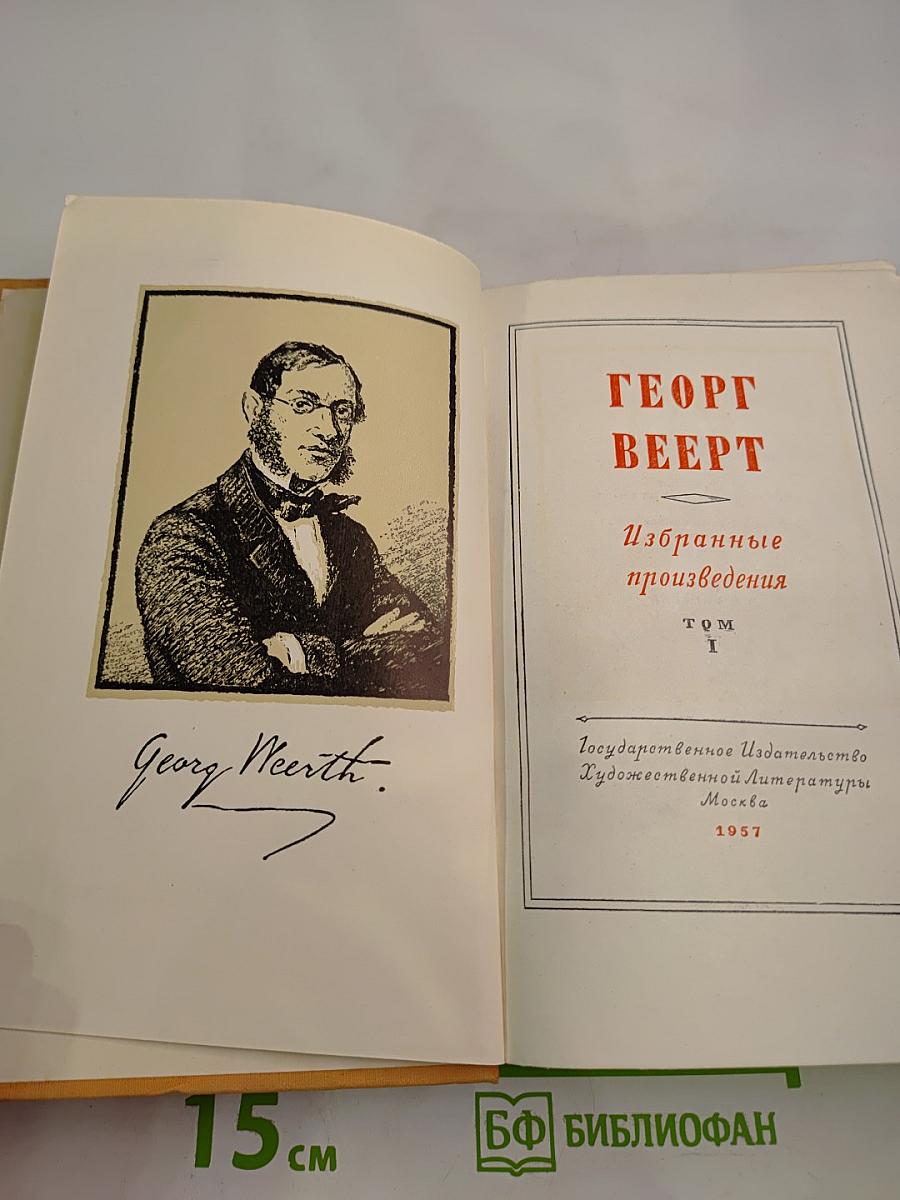 Georg Weerth.
ГЕОРГ
ВЕЕРТ
Избранные
произведения
ТОМ
I
Государственное Издательство
Художественной Литературы
Москва
1957
15 см
БФ БИБЛИОФАН